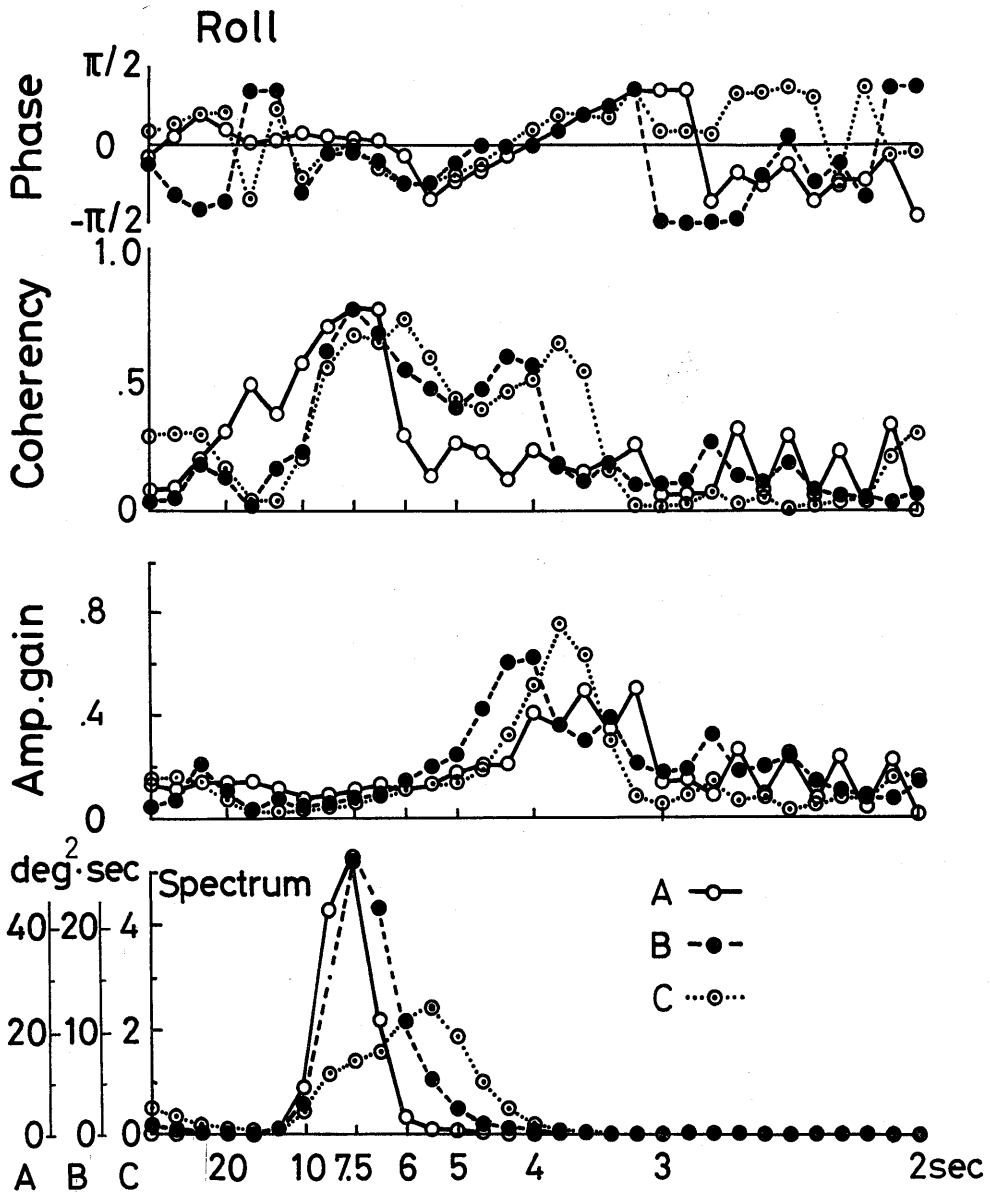 Roll
Phase
π/2
0
-π/2
Coherency
1.0
.5
0
Amp.gain
.8
.4
0
deg²·sec
Spectrum
A
B
C
40 20 4
20 10 2
0 0 0
A B C 20 10 7.5 6 5 4 3 2sec